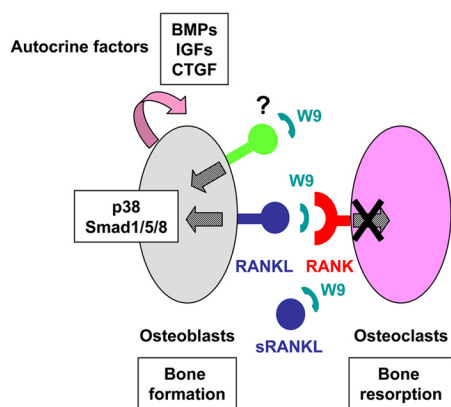 Autocrine factors
BMPs
IGFs
CTGF
?
W9
W9
p38
Smad1/5/8
RANKL
RANK
W9
sRANKL
Osteoblasts
Osteoclasts
Bone
formation
Bone
resorption